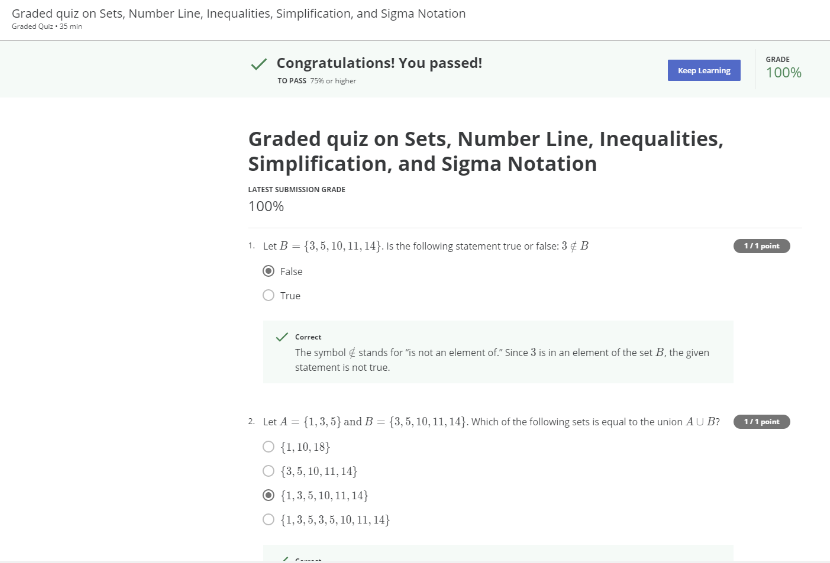 Graded quiz on Sets, Number Line, Inequalities, Simplification, and Sigma Notation
Graded Quiz • 35 min
Congratulations! You passed!
TO PASS 75% or higher
Keep Learning
GRADE
100%
Graded quiz on Sets, Number Line, Inequalities,
Simplification, and Sigma Notation
LATEST SUBMISSION GRADE
100%
1. Let B = {3, 5, 10, 11, 14}. Is the following statement true or false: 3 ∉ B
1 / 1 point
False
True
Correct
The symbol ∉ stands for "is not an element of." Since 3 is in an element of the set B, the given
statement is not true.
2. Let A = {1, 3, 5} and B = {3, 5, 10, 11, 14}. Which of the following sets is equal to the union A ∪ B?
1 / 1 point
{1, 10, 18}
{3, 5, 10, 11, 14}
{1, 3, 5, 10, 11, 14}
{1, 3, 5, 3, 5, 10, 11, 14}